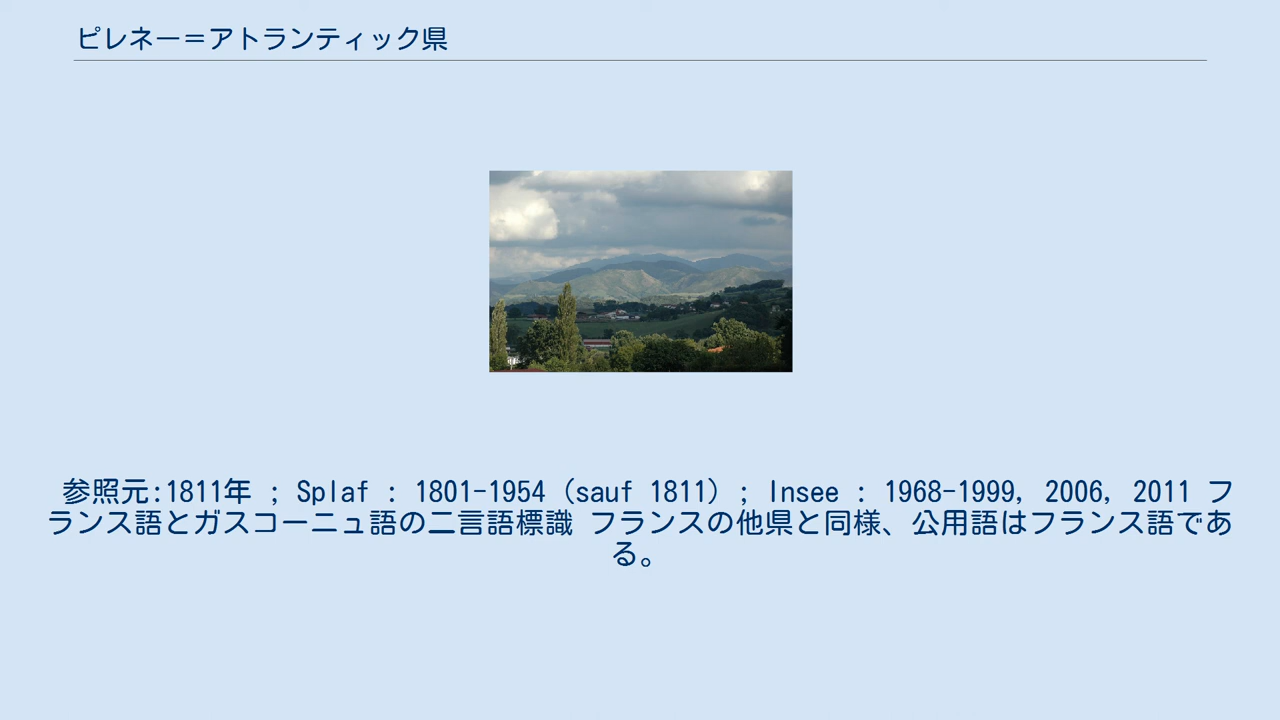 ピレネー＝アトランティック県
参照元:1811年 ; Splaf : 1801-1954 (sauf 1811) ; Insee : 1968-1999, 2006, 2011 フ
ランス語とガスコーニュ語の二言語標識 フランスの他県と同様、公用語はフランス語であ
る。